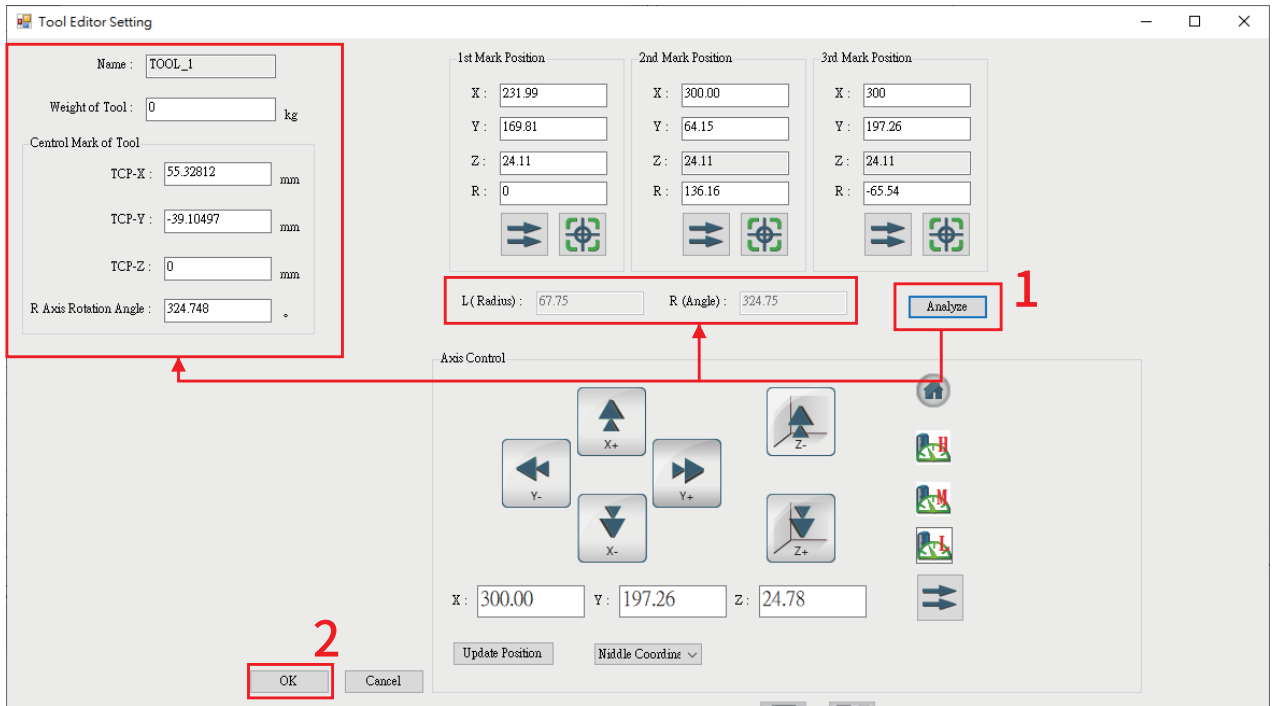 Tool Editor Setting
Name : TOOL_1
Weight of Tool : 0 kg
Central Mark of Tool
TCP-X : 55.32812 mm
TCP-Y : -39.10497 mm
TCP-Z : 0 mm
R Axis Rotation Angle : 324.748 °
1st Mark Position
X : 231.99
Y : 169.81
Z : 24.11
R : 0
2nd Mark Position
X : 300.00
Y : 64.15
Z : 24.11
R : 136.16
3rd Mark Position
X : 300
Y : 197.26
Z : 24.11
R : -65.54
L( Radius) : 67.75 R (Angle) : 324.75
Analyze
1
Axis Control
X+
Z-
Y-
Y+
X-
Z+
H
M
L
X : 300.00 Y : 197.26 Z : 24.78
Update Position Niddle Coordine
2
OK Cancel